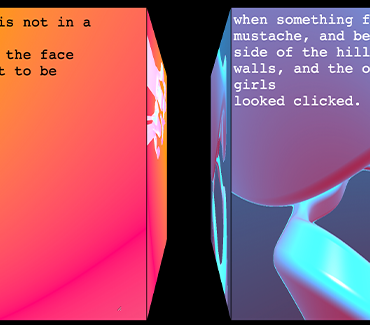 is not in a
the face
t to be
when something f
mustache, and be
side of the hill
walls, and the o
girls
looked clicked.